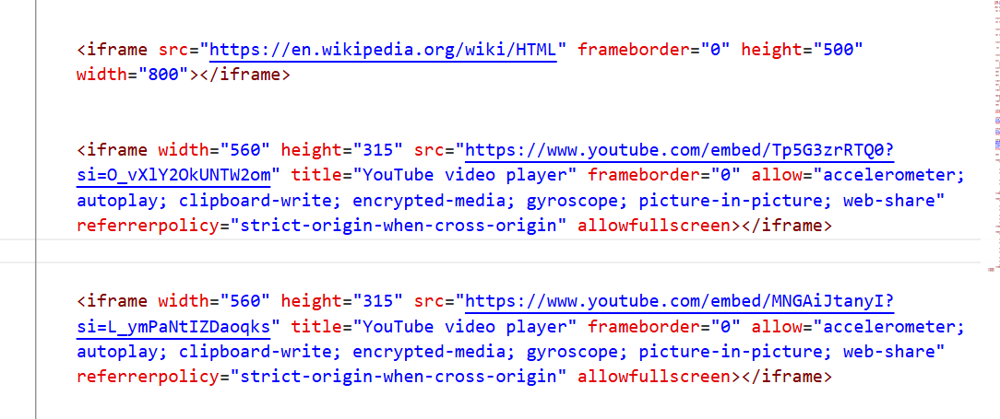 <iframe src="https://en.wikipedia.org/wiki/HTML" frameborder="0" height="500"
width="800"></iframe>
<iframe width="560" height="315" src="https://www.youtube.com/embed/Tp5G3zrRTQ0?
si=O_vXlY2OkUNTW2om" title="YouTube video player" frameborder="0" allow="accelerometer;
autoplay; clipboard-write; encrypted-media; gyroscope; picture-in-picture; web-share"
referrerpolicy="strict-origin-when-cross-origin" allowfullscreen></iframe>
<iframe width="560" height="315" src="https://www.youtube.com/embed/MNGAiJtanyI?
si=L_ymPaNtIZDaoqks" title="YouTube video player" frameborder="0" allow="accelerometer;
autoplay; clipboard-write; encrypted-media; gyroscope; picture-in-picture; web-share"
referrerpolicy="strict-origin-when-cross-origin" allowfullscreen></iframe>